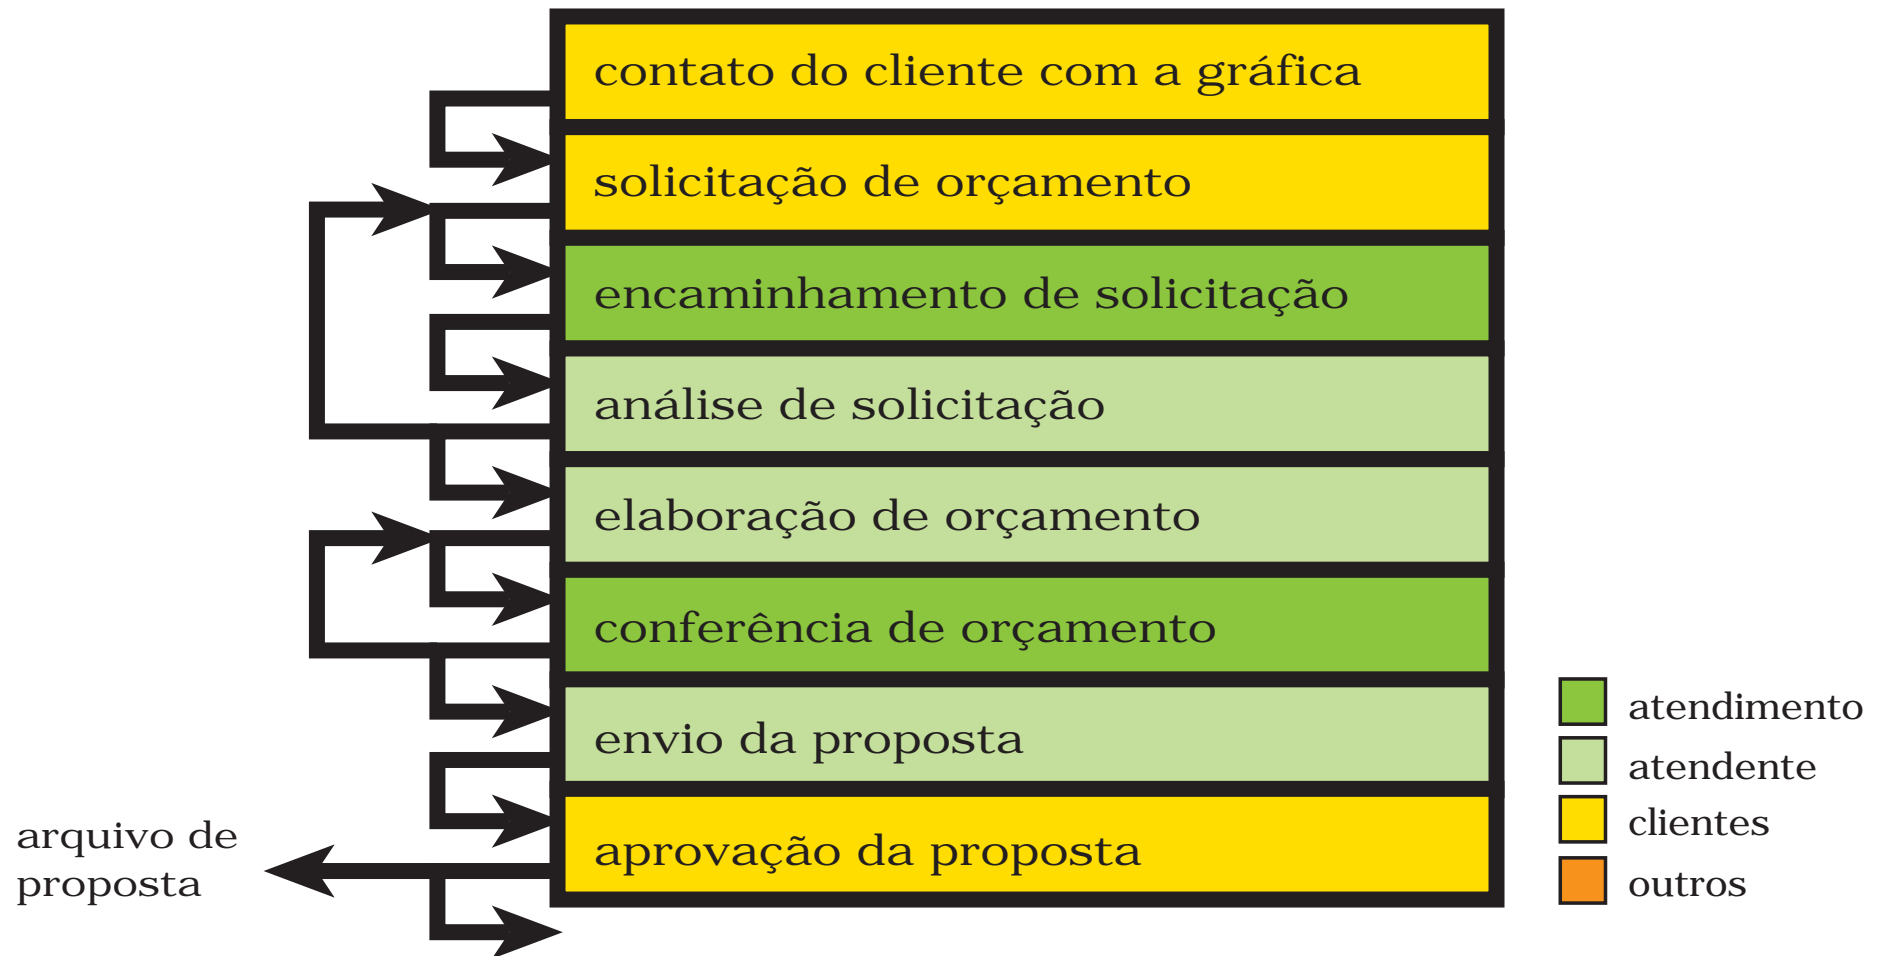 contato do cliente com a gráfica
solicitação de orçamento
encaminhamento de solicitação
análise de solicitação
elaboração de orçamento
conferência de orçamento
envio da proposta
aprovação da proposta
arquivo de
proposta
atendimento
atendente
clientes
outros